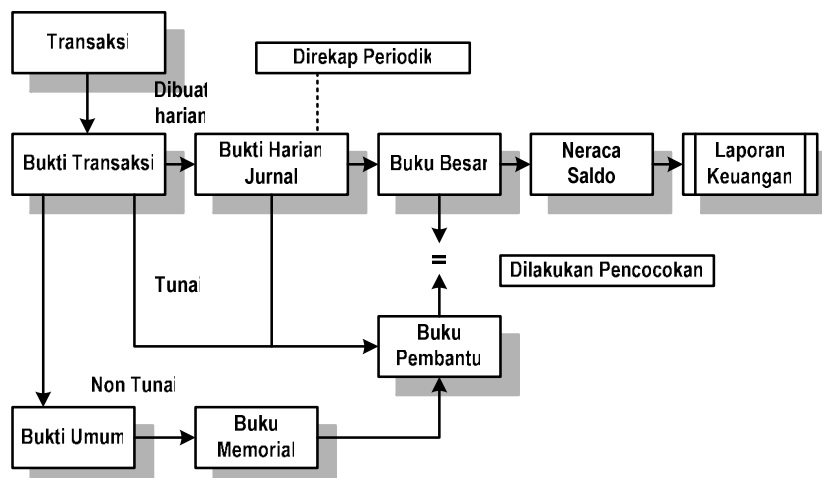 Transaksi
Direkap Periodik
Dibuat
harian
Bukti Transaksi
Bukti Harian
Jurnal
Buku Besar
Neraca
Saldo
Laporan
Keuangan
=
Tunai
Dilakukan Pencocokan
Buku
Pembantu
Non Tunai
Bukti Umum
Buku
Memorial